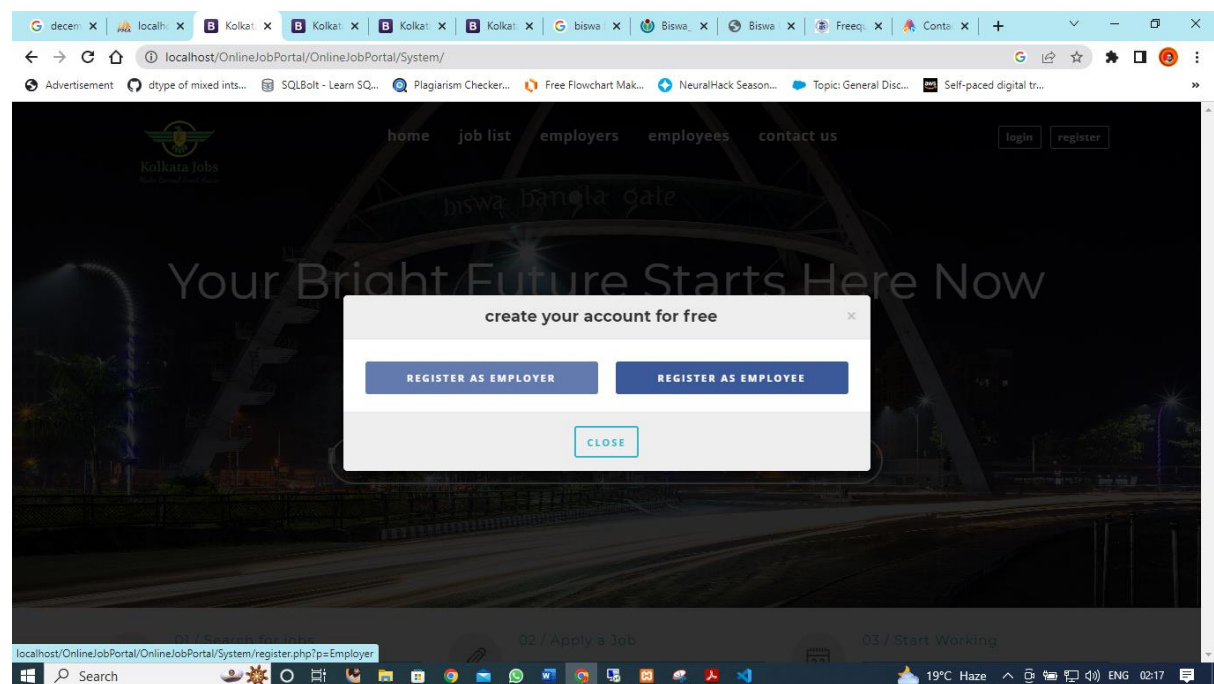 decem
localh
Kolkat
Kolkat
Kolkat
Kolkat
biswa
Biswa_
Biswa
Freequ
Conta
localhost/OnlineJobPortal/OnlineJobPortal/System/
Advertisement
dtype of mixed ints...
SQLBolt - Learn SQ...
Plagiarism Checker...
Free Flowchart Mak...
NeuralHack Season...
Topic: General Disc...
Self-paced digital tr...
»
home job list employers employees contact us
login register
Kolkata Jobs
biswa bangla gate
Your Bright Future Starts Here Now
create your account for free ×
REGISTER AS EMPLOYER REGISTER AS EMPLOYEE
CLOSE
01 / Search for jobs 02 / Apply a Job 03 / Start Working
localhost/OnlineJobPortal/OnlineJobPortal/System/register.php?p=Employer
Search
19°C Haze ENG 02:17